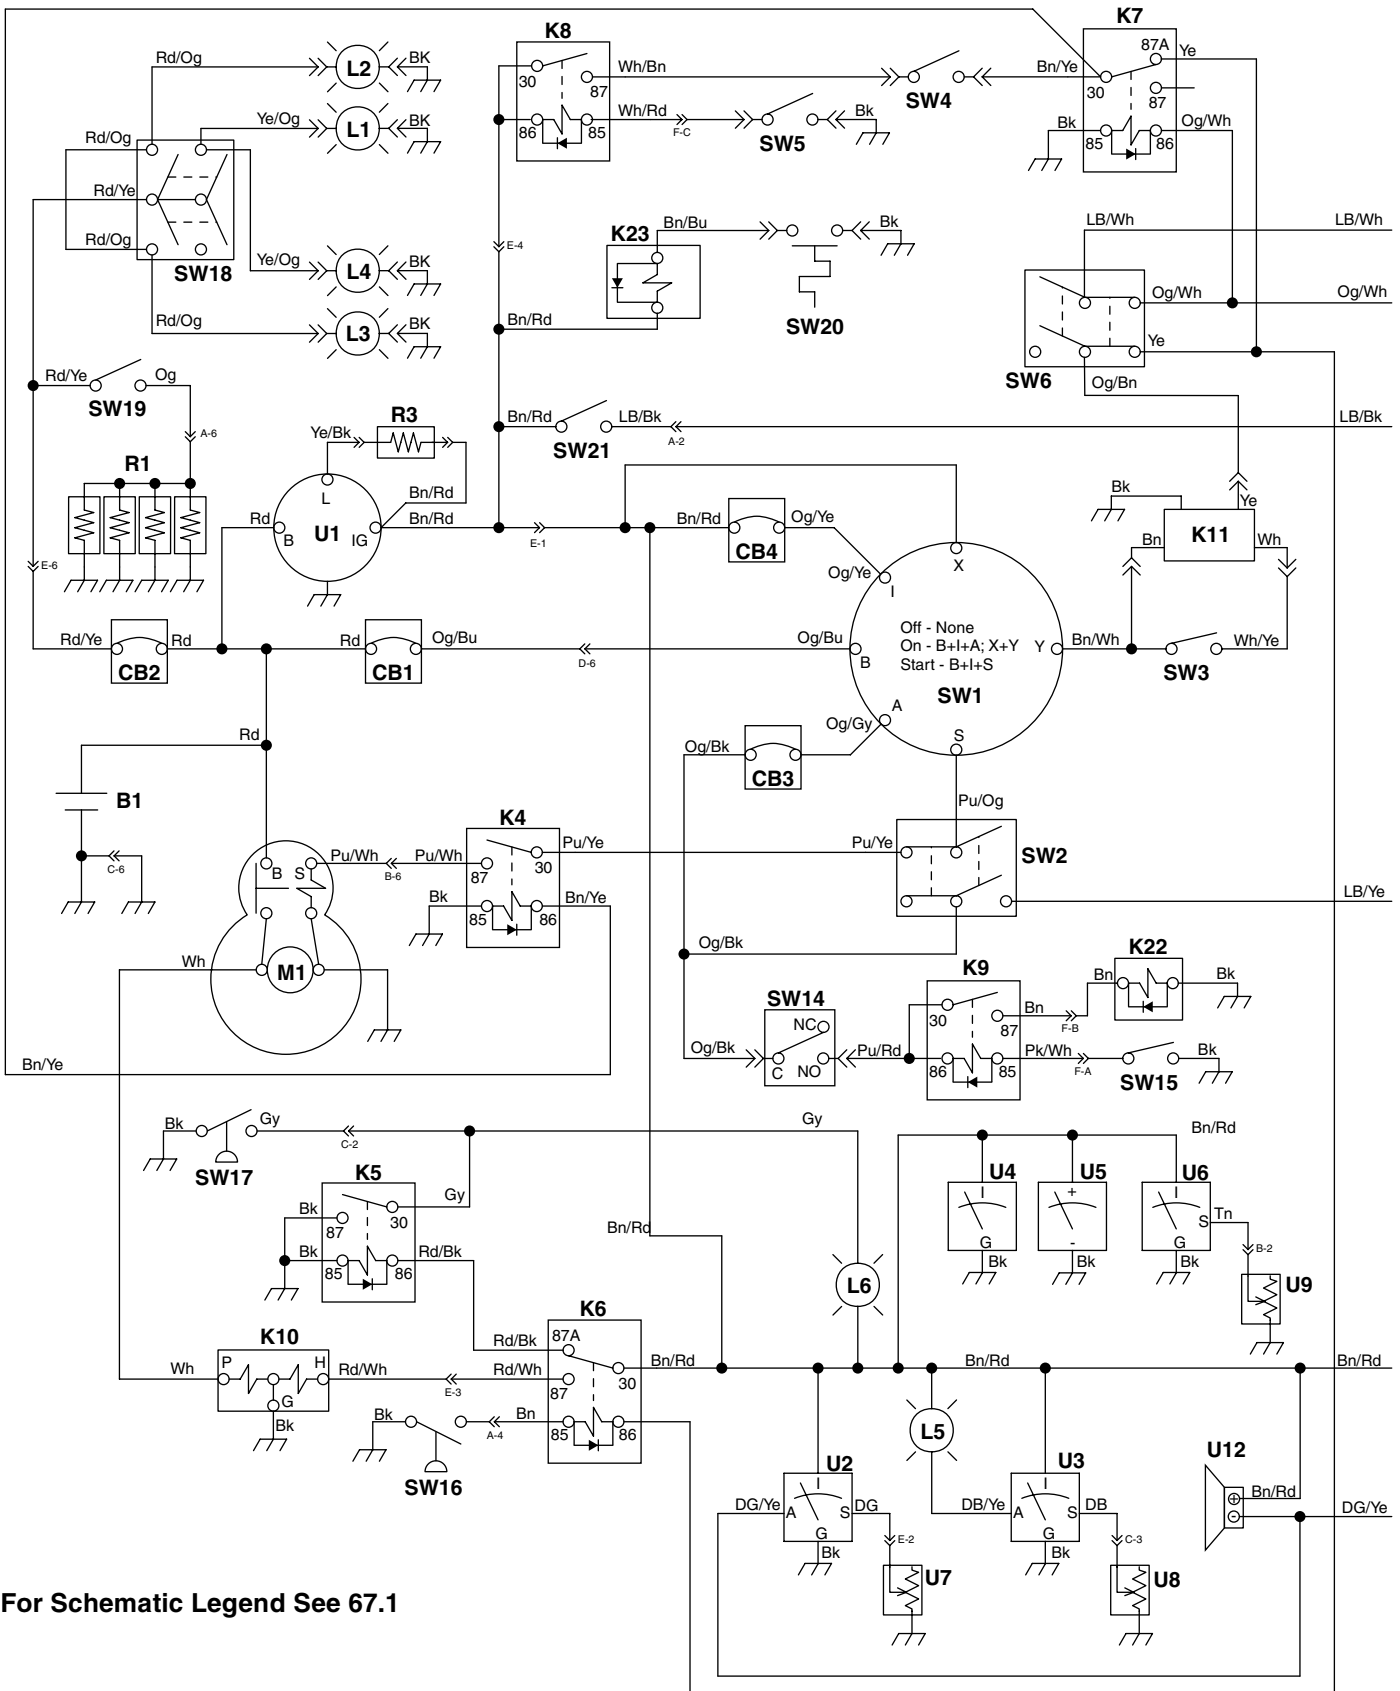 K8
K7
Rd/Og
L2
BK
30
87
Wh/Bn
SW4
Bn/Ye
30
87A
Ye
87
Ye/Og
L1
BK
86
85
Wh/Rd
F-C
SW5
Bk
Bk
85
86
Og/Wh
Rd/Og
Rd/Ye
Rd/Og
SW18
Ye/Og
L4
BK
Rd/Og
L3
BK
E-4
K23
Bn/Bu
Bk
SW20
Bn/Rd
LB/Wh
LB/Wh
Og/Wh
Og/Wh
Ye
SW6
Og/Bn
Rd/Ye
Og
SW19
A-6
R1
E-6
R3
Ye/Bk
L
Bn/Rd
Rd
B
U1
IG
Bn/Rd
Bn/Rd
LB/Bk
SW21
A-2
LB/Bk
E-1
Bn/Rd
Og/Ye
CB4
Og/Ye
I
X
Bk
Ye
Bn
K11
Wh
Rd/Ye
Rd
CB2
Rd
Og/Bu
CB1
D-6
Og/Bu
B
Off - None
On - B+I+A; X+Y
Start - B+I+S
SW1
Y
Bn/Wh
SW3
Wh/Ye
A
Og/Gy
S
Og/Bk
CB3
Rd
B1
C-6
Pu/Og
K4
B
S
Pu/Wh
B-6
Pu/Wh
87
30
Pu/Ye
Pu/Ye
SW2
Bk
85
86
Bn/Ye
LB/Ye
Og/Bk
Wh
M1
K9
K22
SW14
NC
C
NO
Og/Bk
Pu/Rd
30
87
Bn
F-B
Bn
Bk
86
85
Pk/Wh
F-A
SW15
Bk
Bn/Ye
Bk
Gy
SW17
C-2
Gy
Bn/Rd
K5
Bk
87
30
Gy
Bk
85
86
Rd/Bk
Bn/Rd
U4
I
G
Bk
U5
+
-
Bk
U6
I
S
G
Bk
Tn
B-2
U9
L6
K6
87A
Rd/Bk
K10
Wh
P
H
G
Bk
Rd/Wh
E-3
Rd/Wh
87
30
Bn/Rd
Bn/Rd
Bn/Rd
Bk
A-4
Bn
85
86
SW16
L5
U2
DG/Ye
A
I
S
G
Bk
DG
E-2
U7
U3
DB/Ye
A
I
S
G
Bk
DB
C-3
U8
U12
Bn/Rd
+
-
DG/Ye
For Schematic Legend See 67.1